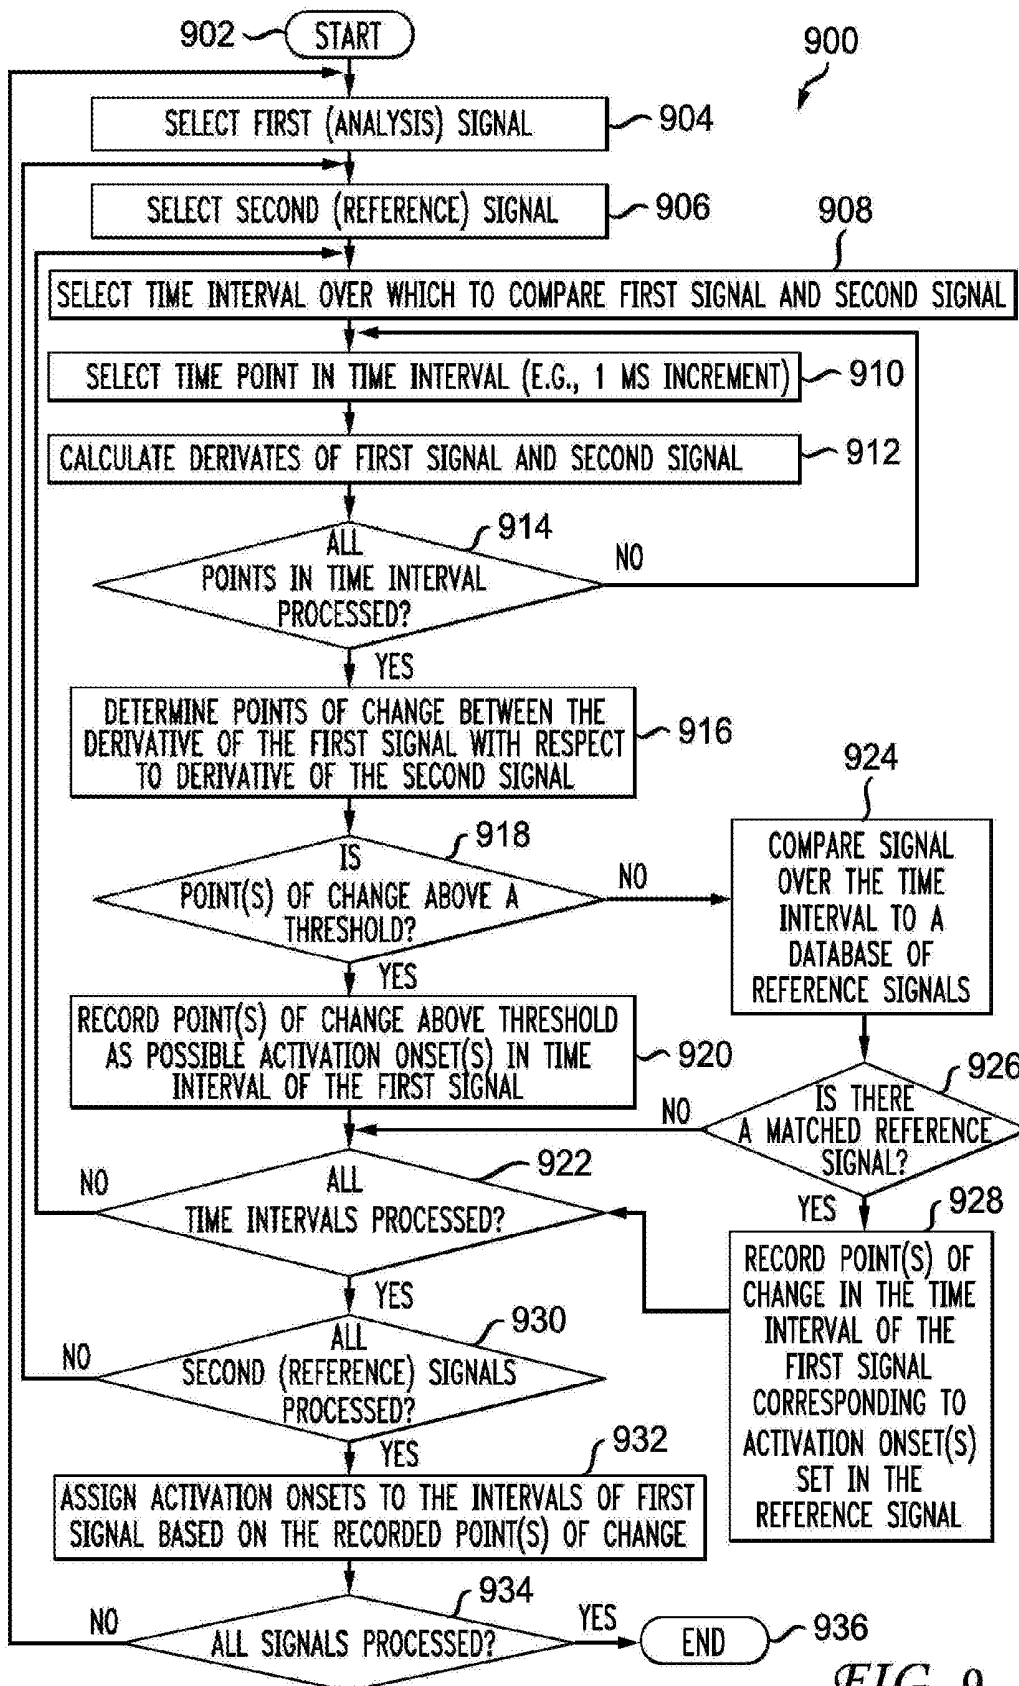 902
START
900
SELECT FIRST (ANALYSIS) SIGNAL
904
SELECT SECOND (REFERENCE) SIGNAL
906
908
SELECT TIME INTERVAL OVER WHICH TO COMPARE FIRST SIGNAL AND SECOND SIGNAL
SELECT TIME POINT IN TIME INTERVAL (E.G., 1 MS INCREMENT)
910
CALCULATE DERIVATES OF FIRST SIGNAL AND SECOND SIGNAL
912
914
ALL
POINTS IN TIME INTERVAL
PROCESSED?
NO
YES
DETERMINE POINTS OF CHANGE BETWEEN THE
DERIVATIVE OF THE FIRST SIGNAL WITH RESPECT
TO DERIVATIVE OF THE SECOND SIGNAL
916
918
IS
POINT(S) OF CHANGE ABOVE A
THRESHOLD?
NO
YES
924
COMPARE SIGNAL
OVER THE TIME
INTERVAL TO A
DATABASE OF
REFERENCE SIGNALS
RECORD POINT(S) OF CHANGE ABOVE THRESHOLD
AS POSSIBLE ACTIVATION ONSET(S) IN TIME
INTERVAL OF THE FIRST SIGNAL
920
926
IS THERE
A MATCHED REFERENCE
SIGNAL?
NO
YES
928
RECORD POINT(S) OF
CHANGE IN THE TIME
INTERVAL OF THE
FIRST SIGNAL
CORRESPONDING TO
ACTIVATION ONSET(S)
SET IN THE
REFERENCE SIGNAL
922
ALL
TIME INTERVALS PROCESSED?
NO
YES
930
ALL
SECOND (REFERENCE) SIGNALS
PROCESSED?
NO
YES
932
ASSIGN ACTIVATION ONSETS TO THE INTERVALS OF FIRST
SIGNAL BASED ON THE RECORDED POINT(S) OF CHANGE
934
ALL SIGNALS PROCESSED?
NO
YES
END
936
FIG. 9